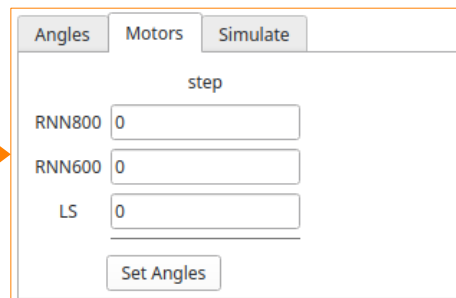 Angles Motors Simulate
step
RNN800 0
RNN600 0
LS 0
Set Angles